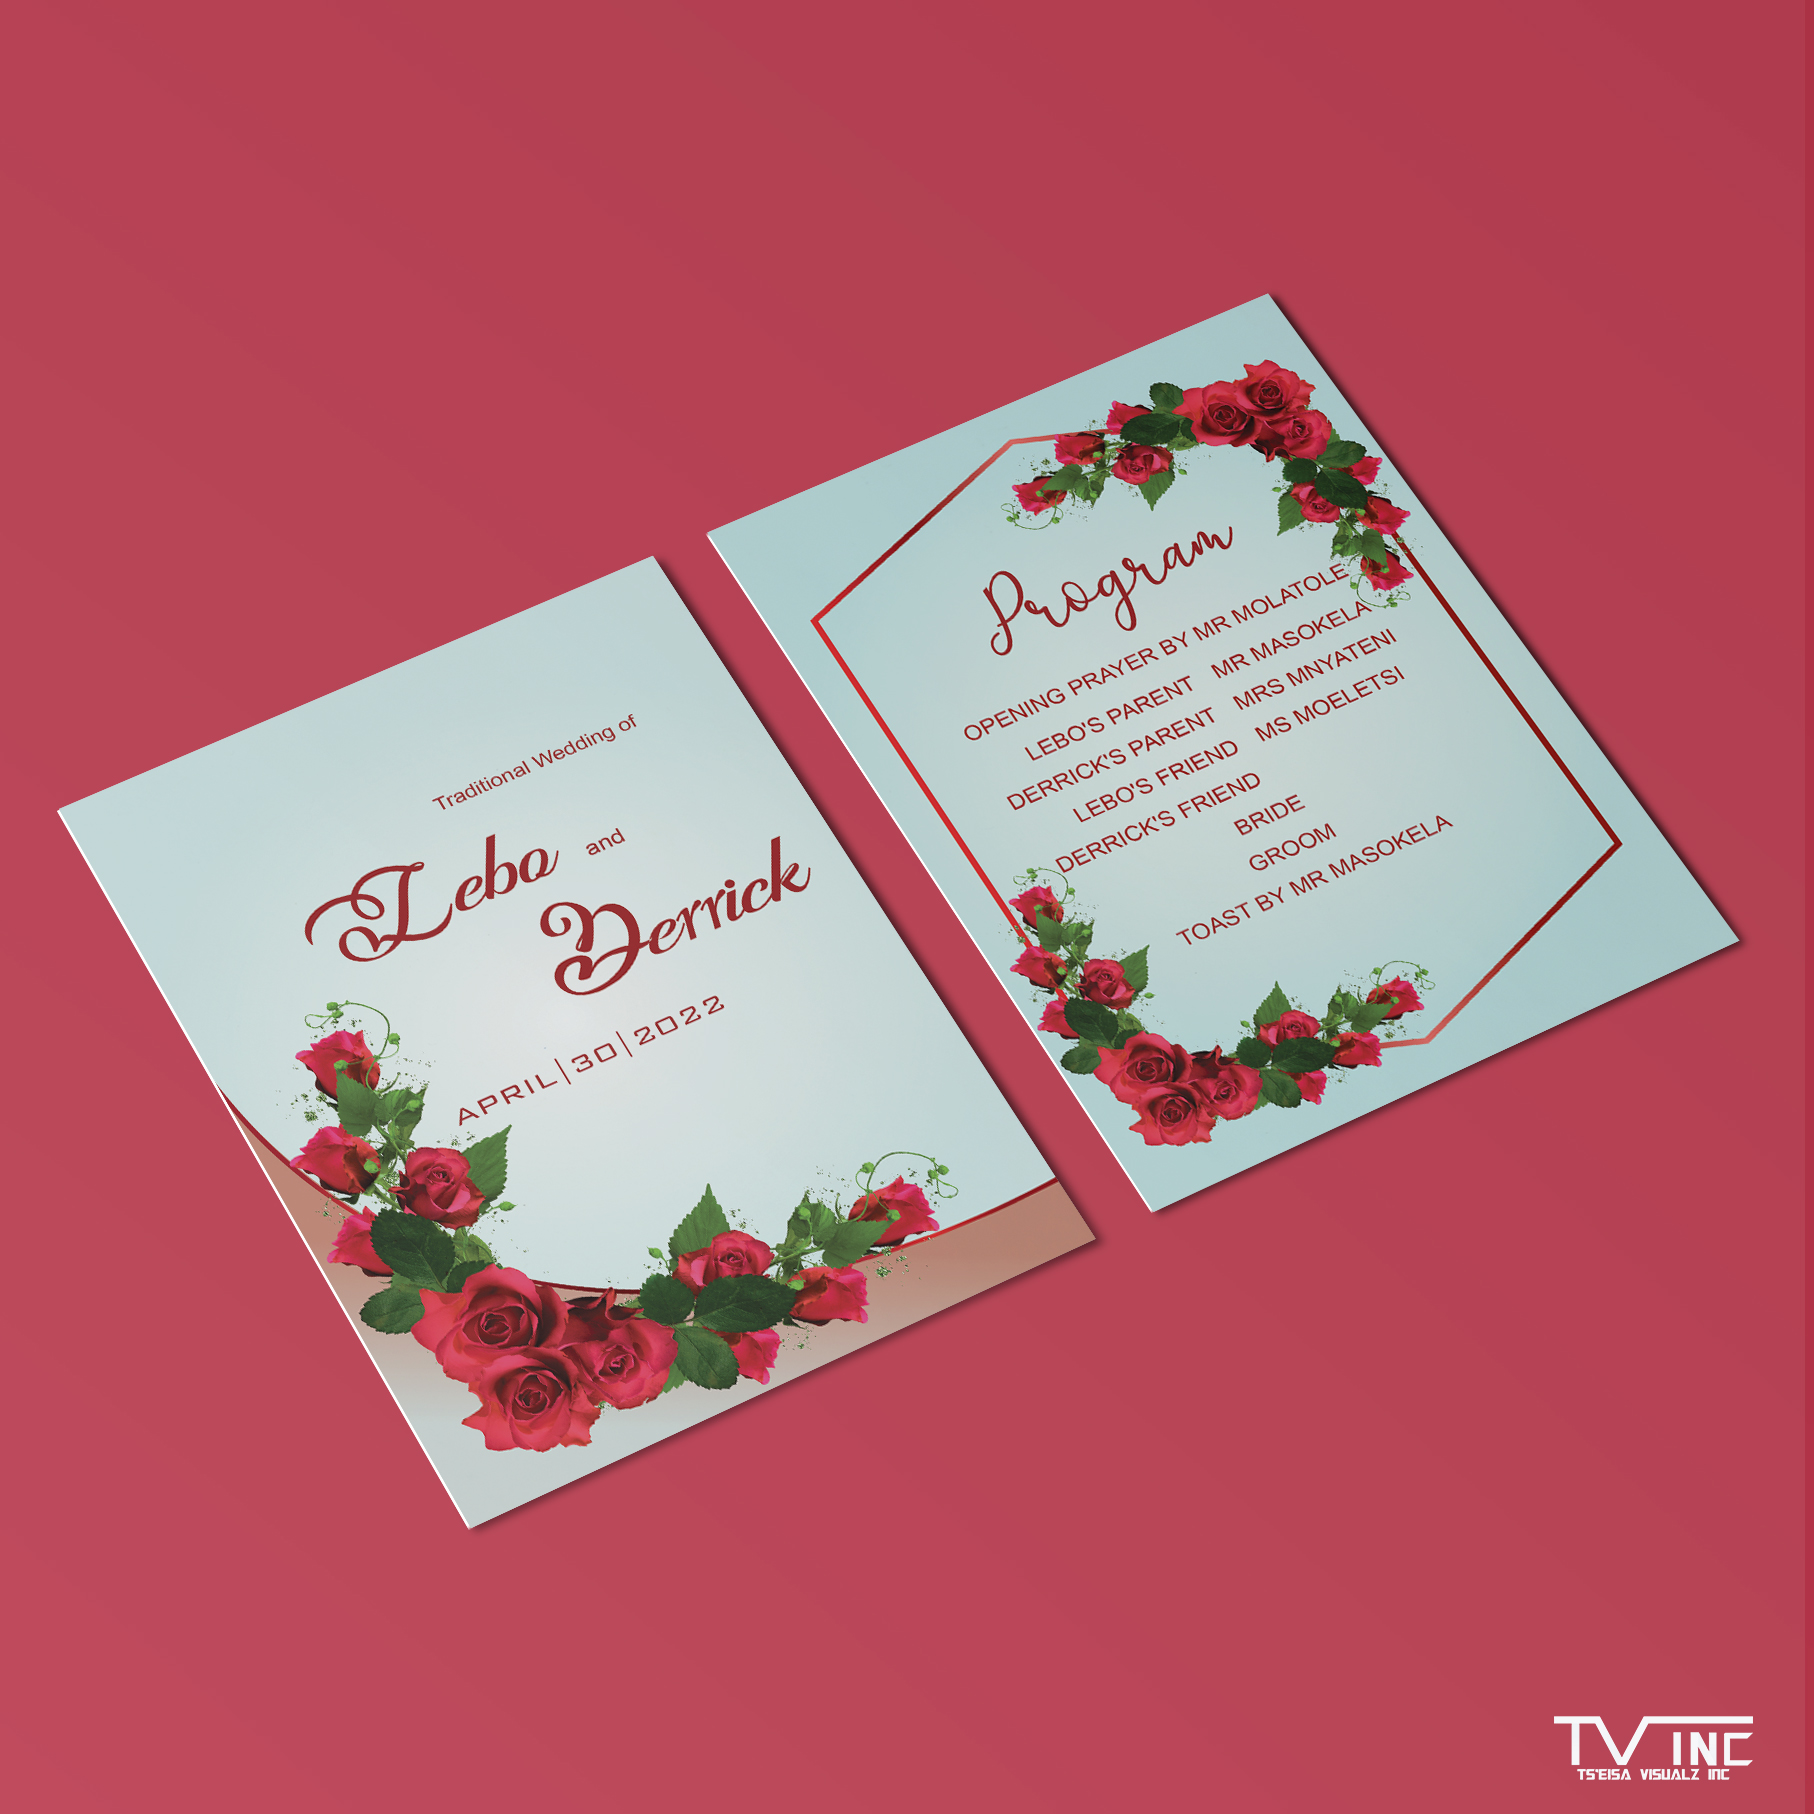 Traditional Wedding of
Lebo and
Derrick
APRIL|30|2022
Program
OPENING PRAYER BY MR MOLATOLE
LEBO'S PARENT MR MASOKELA
DERRICK'S PARENT MRS MNYATENI
LEBO'S FRIEND MS MOELETSI
DERRICK'S FRIEND
BRIDE
GROOM
TOAST BY MR MASOKELA
TV INC
TS'EISA VISUALZ INC